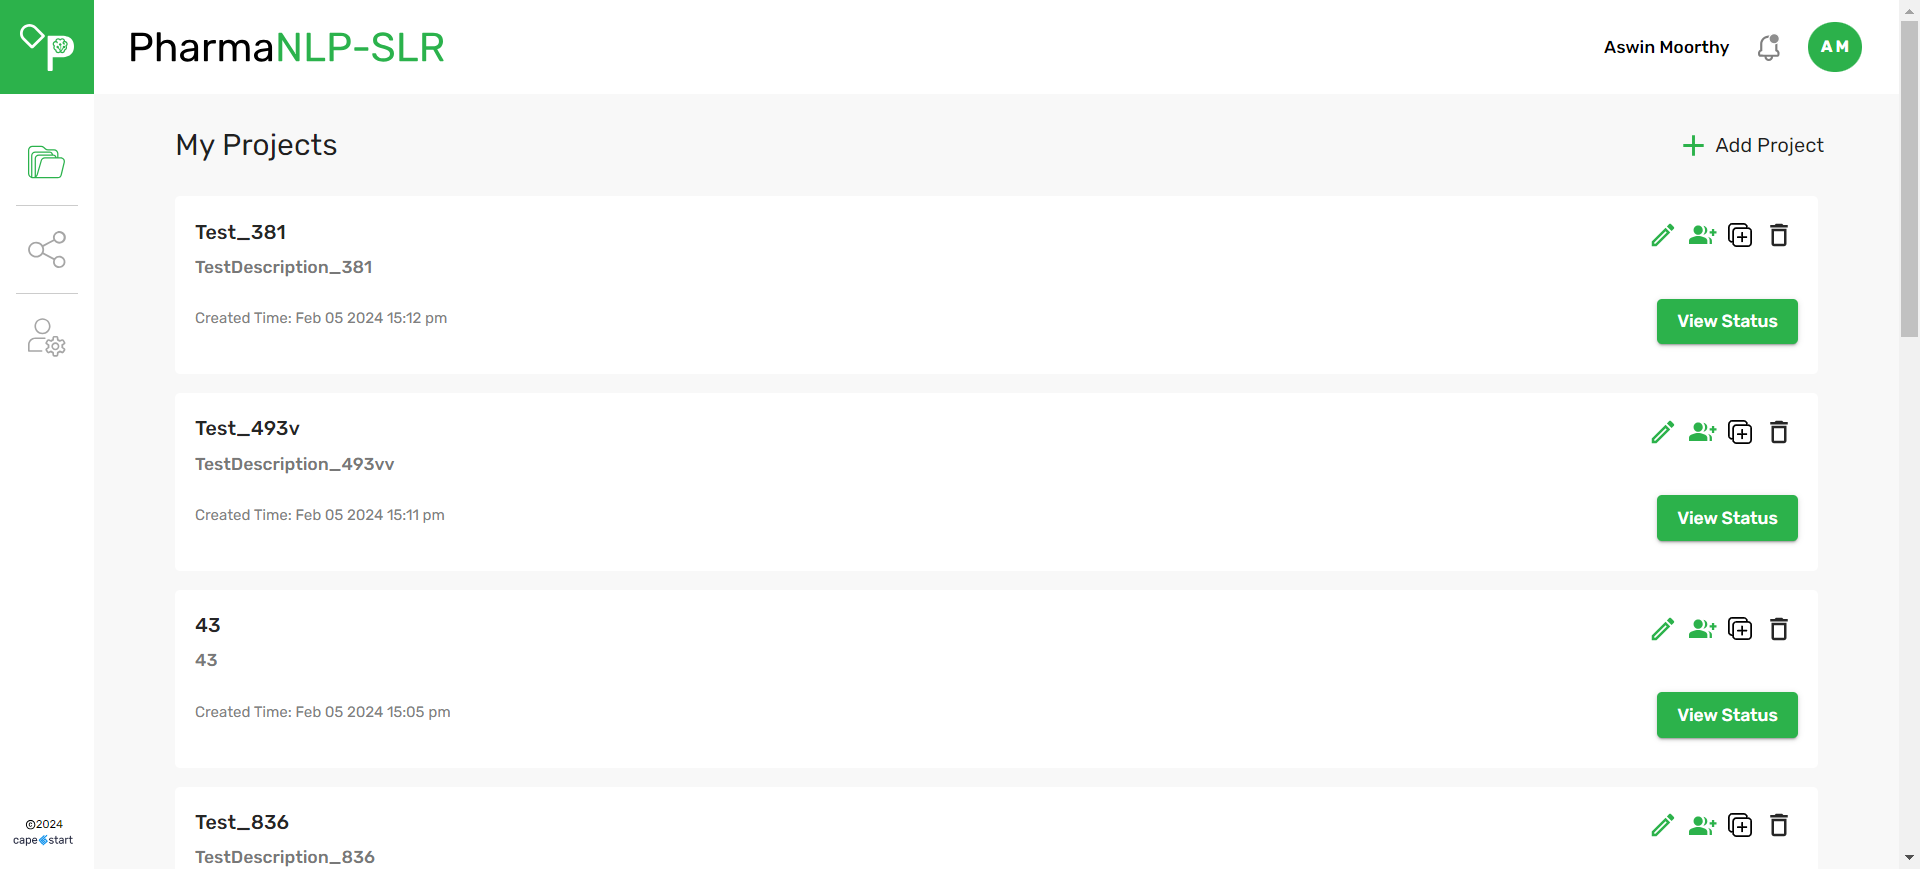 PharmaNLP-SLR
Aswin Moorthy
AM
My Projects
Add Project
Test_381
TestDescription_381
Created Time: Feb 05 2024 15:12 pm
View Status
Test_493v
TestDescription_493vv
Created Time: Feb 05 2024 15:11 pm
View Status
43
43
Created Time: Feb 05 2024 15:05 pm
View Status
Test_836
TestDescription_836
©2024
capestart